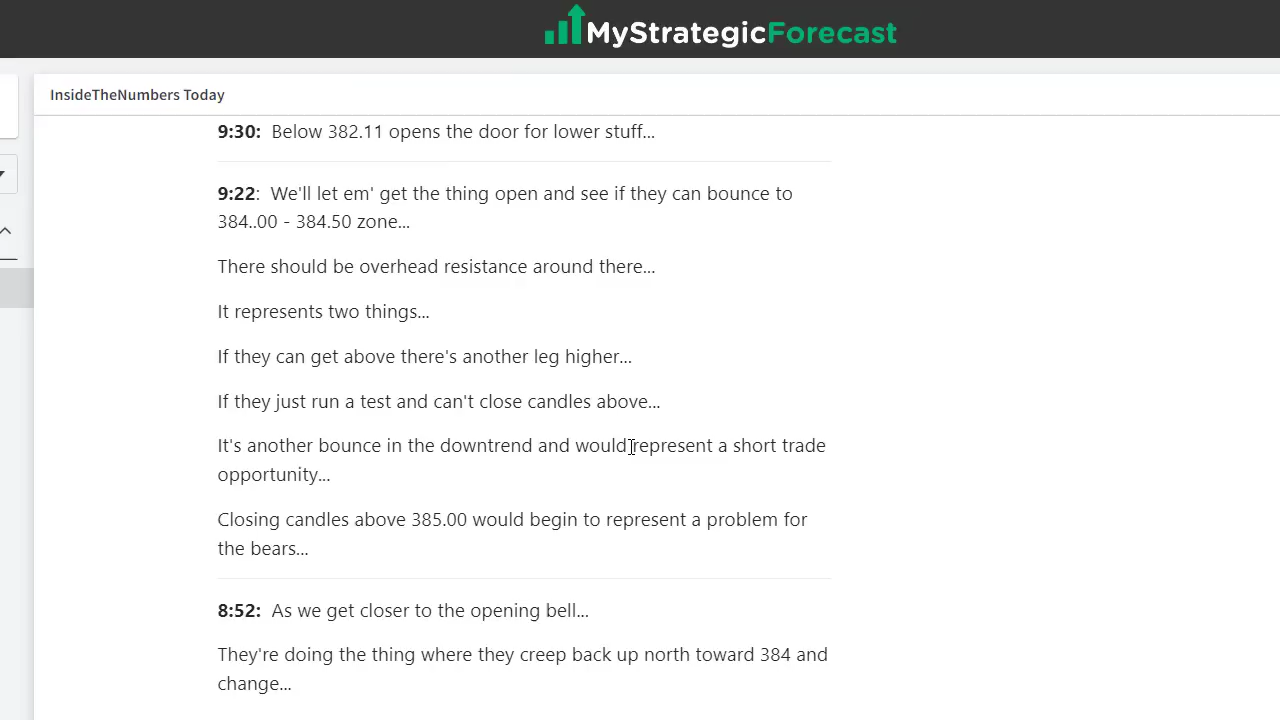 MyStrategicForecast
InsideTheNumbers Today
9:30: Below 382.11 opens the door for lower stuff...
9:22: We'll let em' get the thing open and see if they can bounce to
384..00 - 384.50 zone...
There should be overhead resistance around there...
It represents two things...
If they can get above there's another leg higher...
If they just run a test and can't close candles above...
It's another bounce in the downtrend and would represent a short trade
opportunity...
Closing candles above 385.00 would begin to represent a problem for
the bears...
8:52: As we get closer to the opening bell...
They're doing the thing where they creep back up north toward 384 and
change...